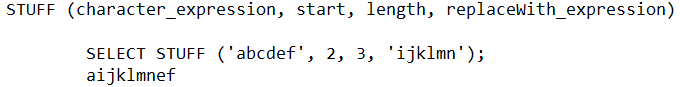 STUFF (character_expression, start, length, replaceWith_expression)
SELECT STUFF ('abcdef', 2, 3, 'ijklmn');
aijklmnef